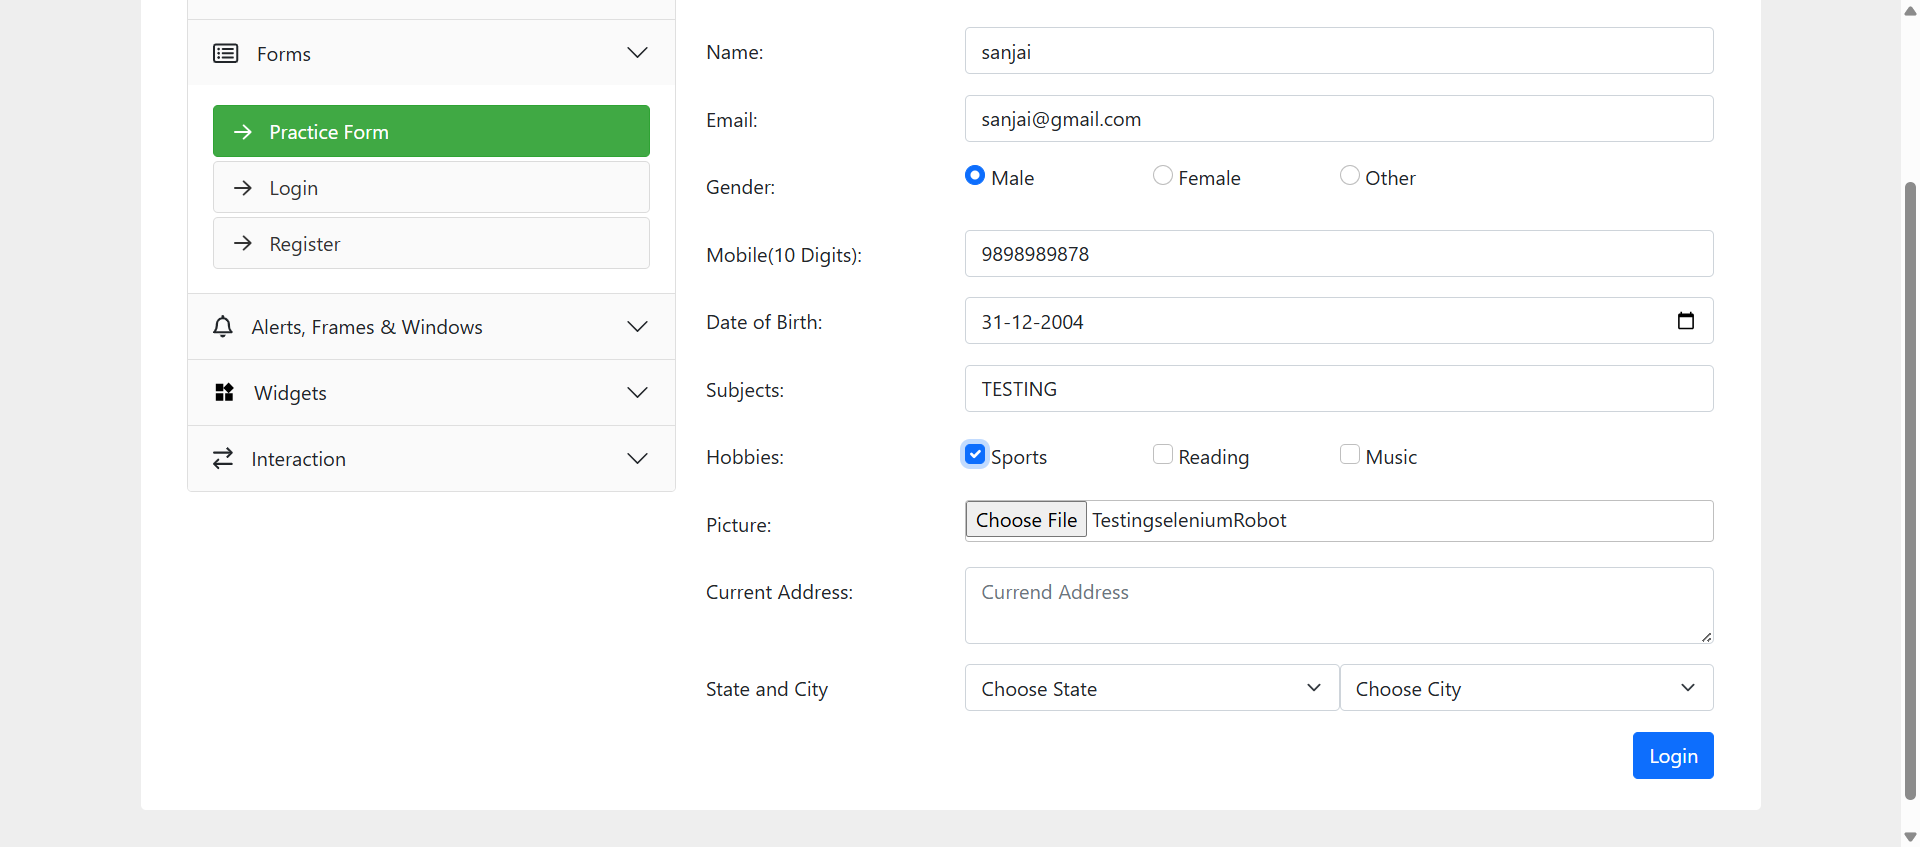 Forms
Practice Form
Login
Register
Alerts, Frames & Windows
Widgets
Interaction
Name: sanjai
Email: sanjai@gmail.com
Gender: Male Female Other
Mobile(10 Digits): 9898989878
Date of Birth: 31-12-2004
Subjects: TESTING
Hobbies: Sports Reading Music
Picture: Choose File TestingseleniumRobot
Current Address: Currend Address
State and City Choose State Choose City
Login